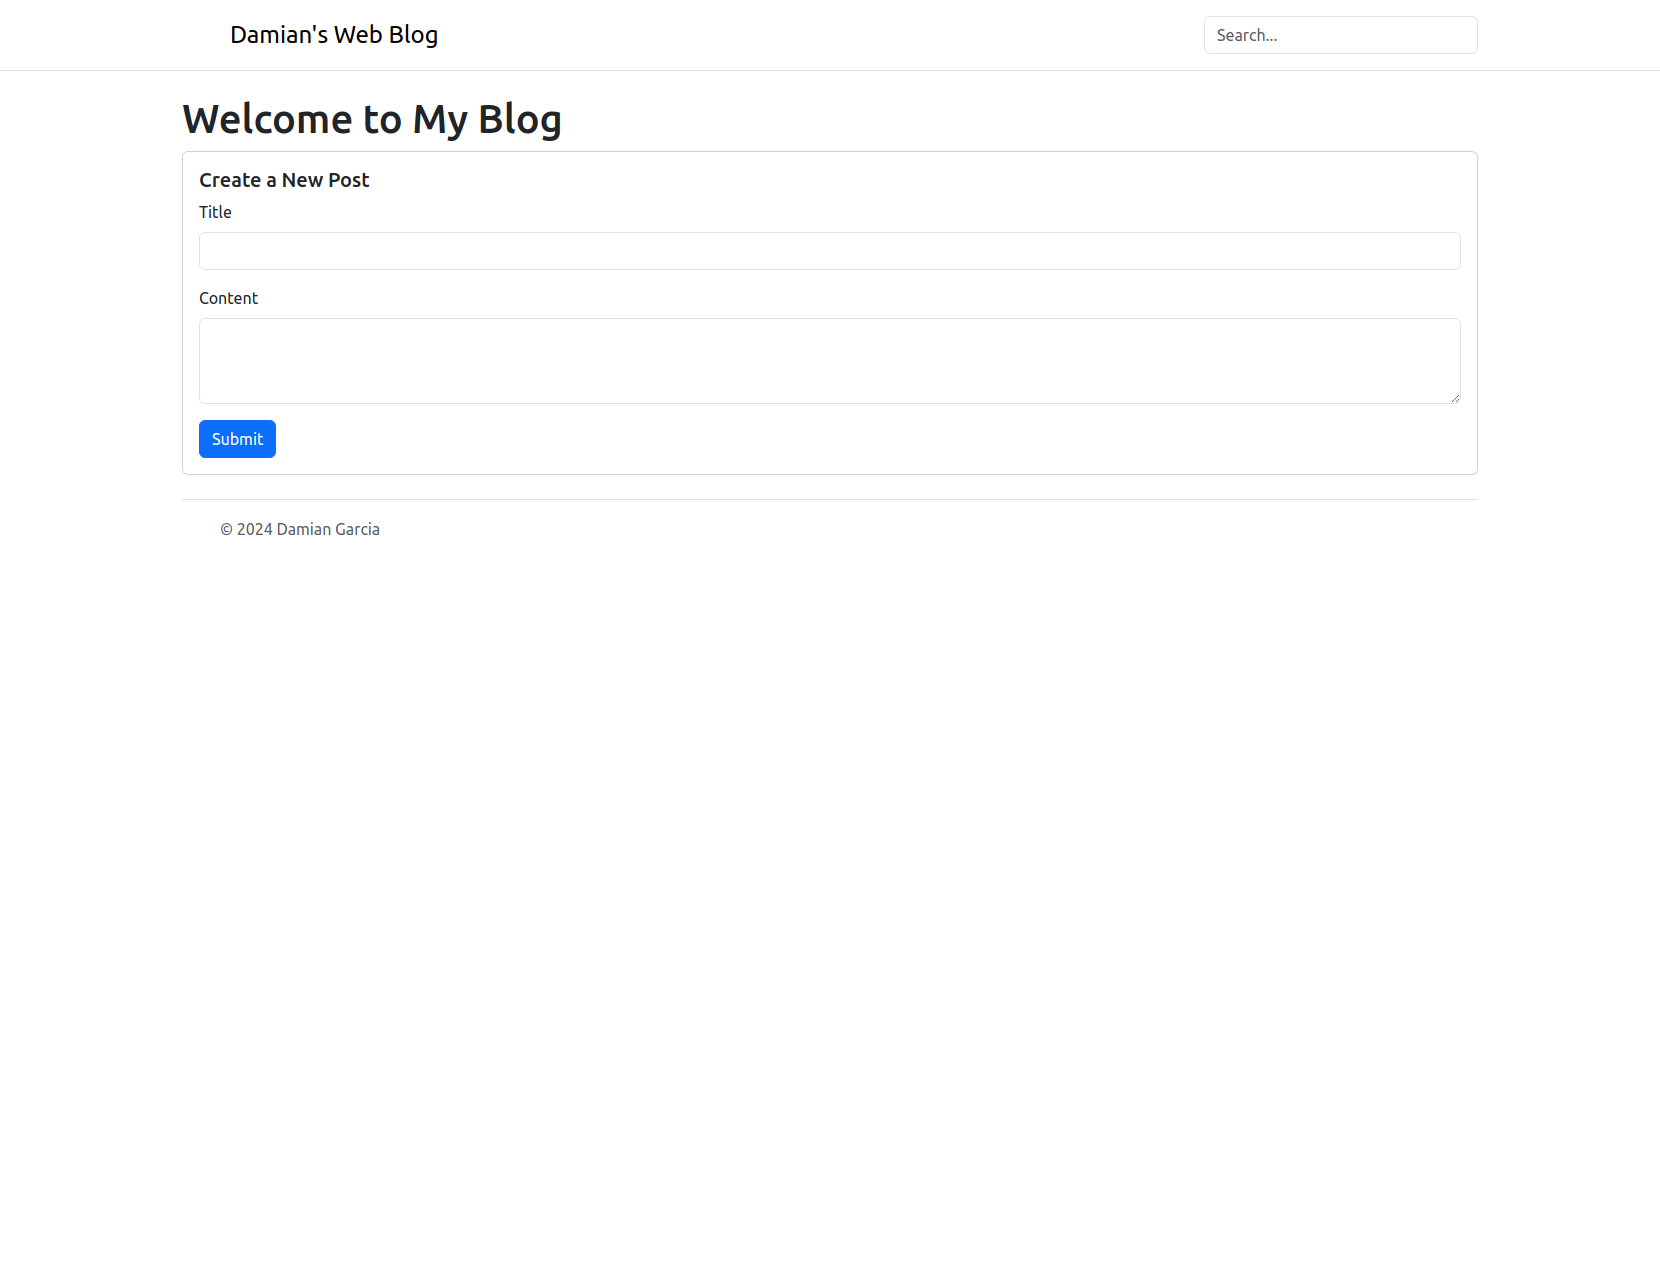 Damian's Web Blog
Search...
Welcome to My Blog
Create a New Post
Title
Content
Submit
© 2024 Damian Garcia